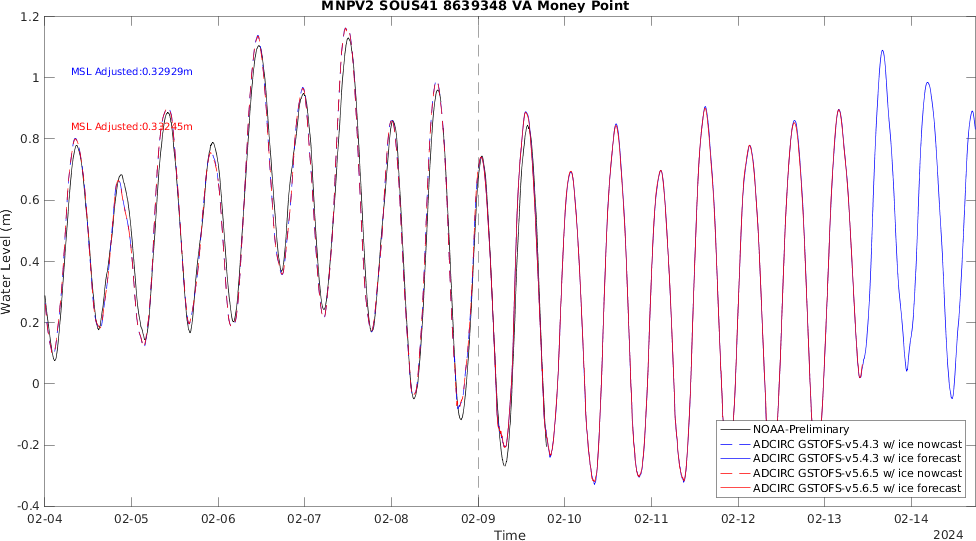 MNPV2 SOUS41 8639348 VA Money Point
MSL Adjusted:0.32929m
MSL Adjusted:0.33245m
Water Level (m)
1.2
1
0.8
0.6
0.4
0.2
0
-0.2
-0.4
NOAA-Preliminary
ADCIRC GSTOFS-v5.4.3 w/ ice nowcast
ADCIRC GSTOFS-v5.4.3 w/ ice forecast
ADCIRC GSTOFS-v5.6.5 w/ ice nowcast
ADCIRC GSTOFS-v5.6.5 w/ ice forecast
02-04 02-05 02-06 02-07 02-08 02-09 02-10 02-11 02-12 02-13 02-14
Time
2024